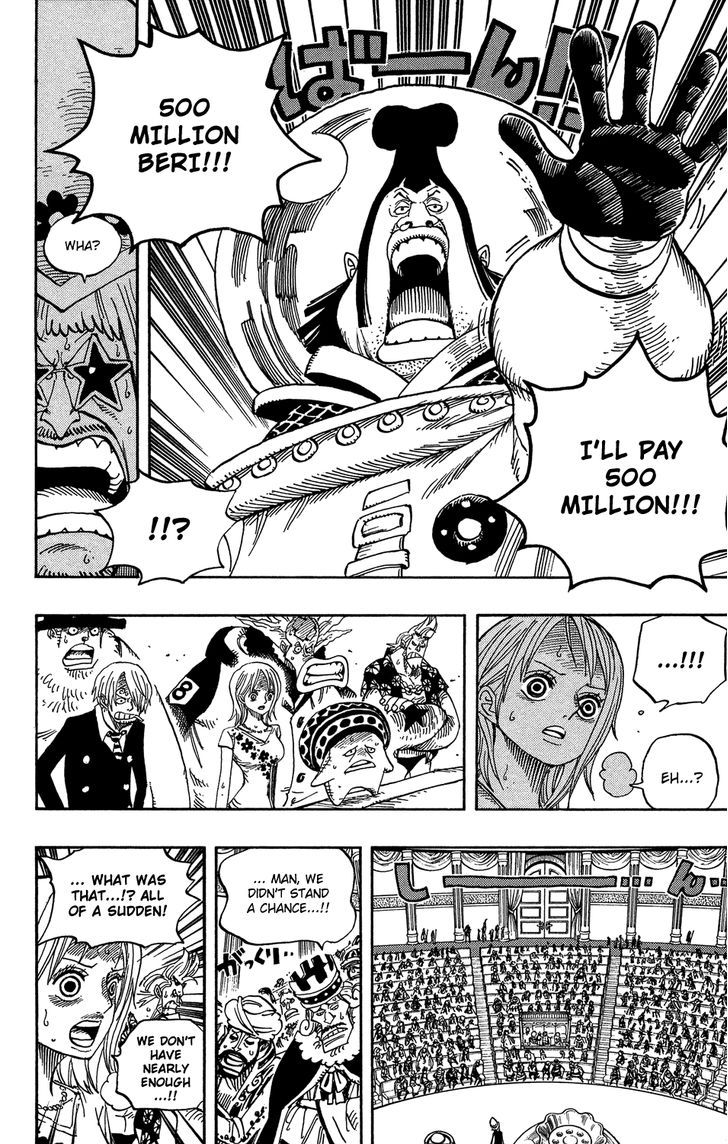 ばーん!!
500
MILLION
BERI!!!
I'LL PAY
500
MILLION!!!
WHA?
!!?
...!!!
EH...?
8
しーん…
... MAN, WE
DIDN'T STAND
A CHANCE...!!
がっくり..
... WHAT WAS
THAT...!? ALL
OF A SUDDEN!
WE DON'T
HAVE
NEARLY
ENOUGH
...!!